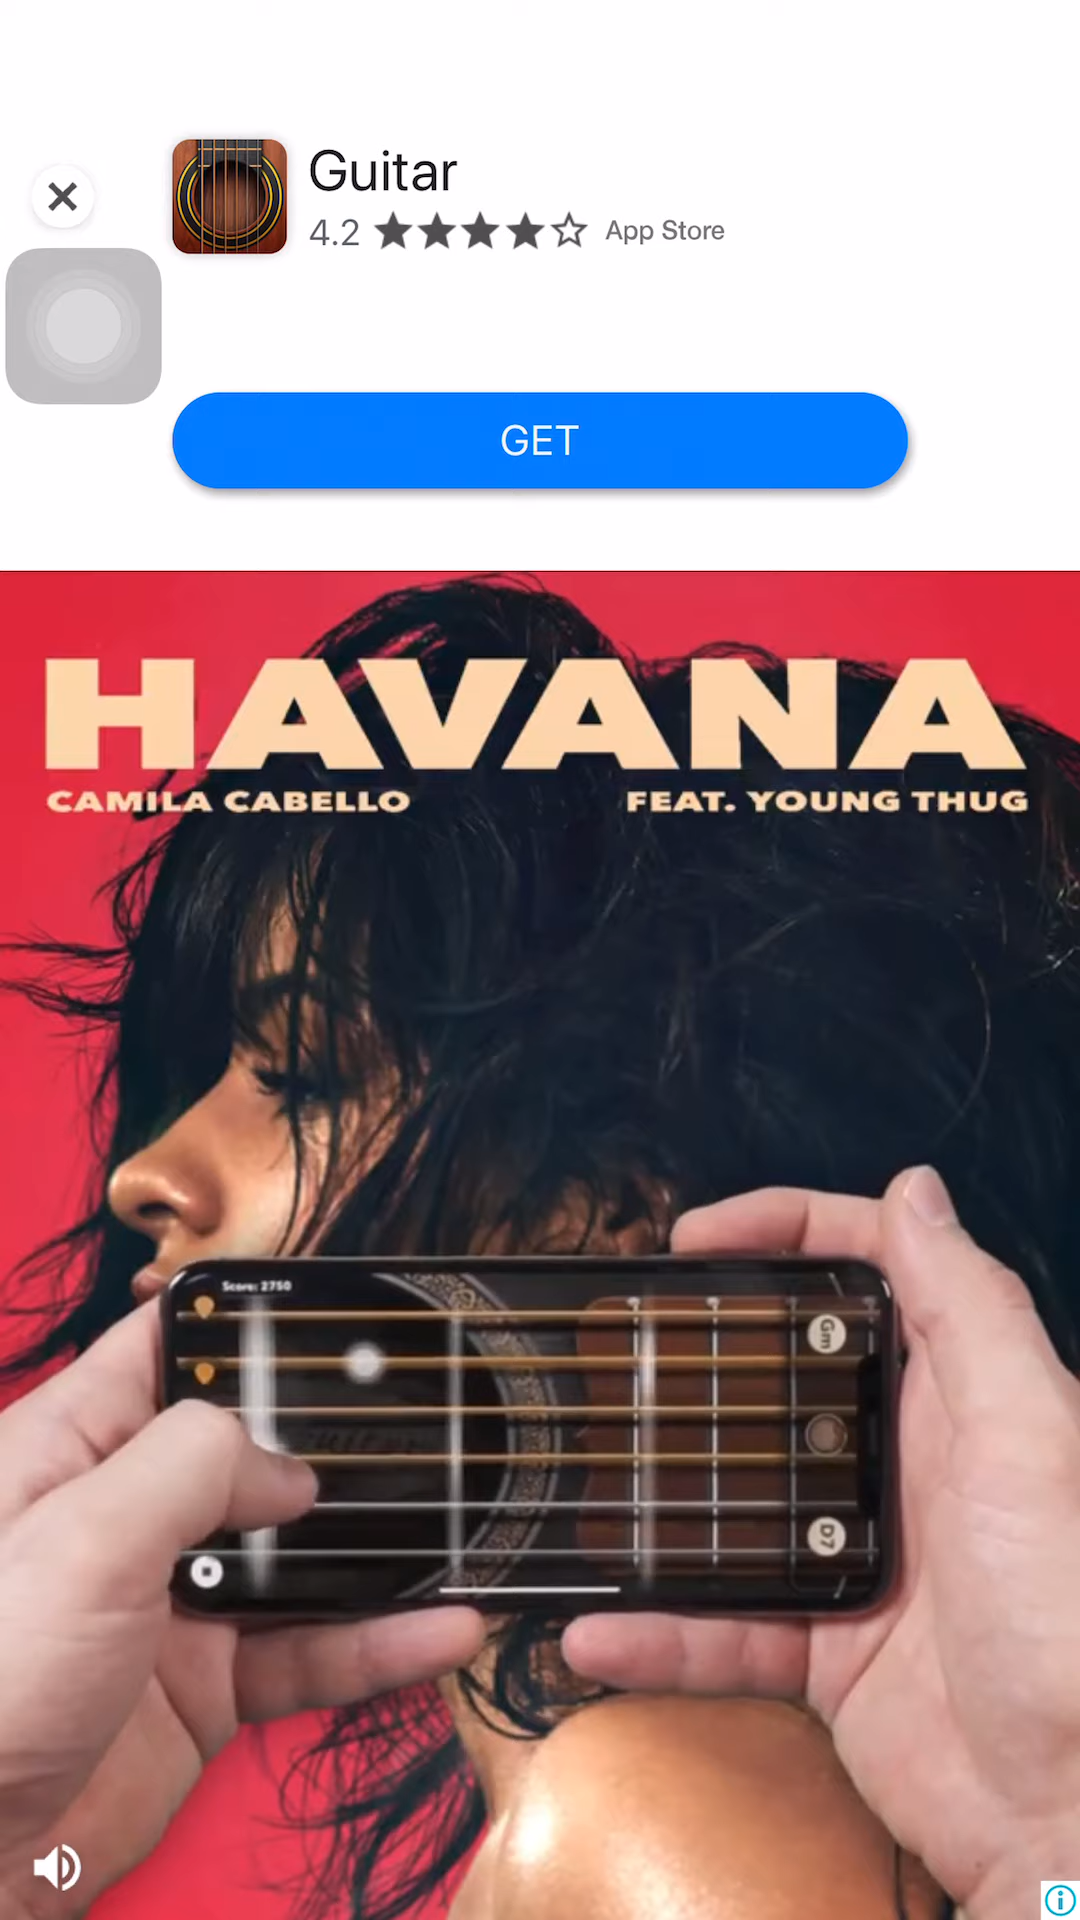 Guitar
4.2 App Store
GET
HAVANA
CAMILA CABELLO FEAT. YOUNG THUG
Score: 2750
Gm
D7